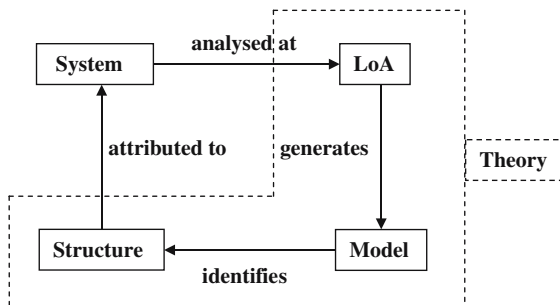 analysed at
System
LoA
attributed to
generates
Theory
Structure
Model
identifies